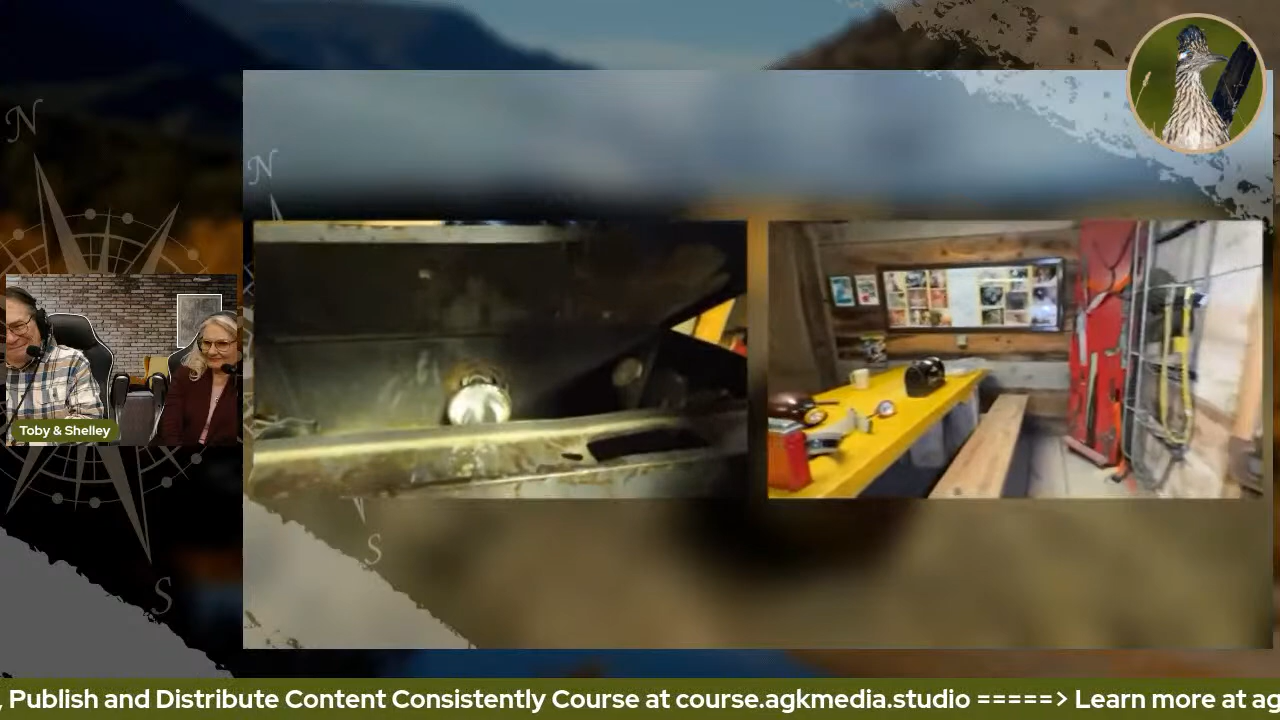 N
N
Toby & Shelley
S
S
, Publish and Distribute Content Consistently Course at course.agkmedia.studio =====> Learn more at ag